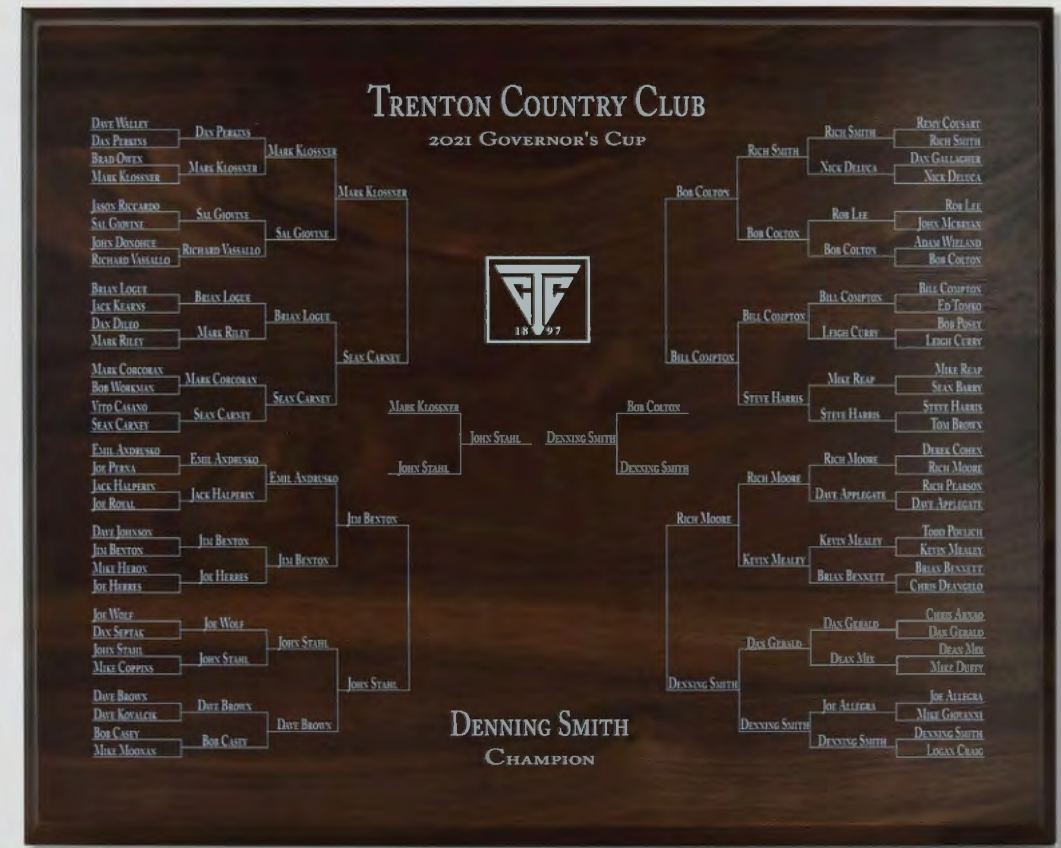 TRENTON COUNTRY CLUB
2021 GOVERNOR'S CUP
DAVE WALLEY
DAN PERKINS
BRAD OWEN
MARK KLOSSNER
JASON RICCARDO
SAL GIOVINE
JOHN DONOHUE
RICHARD VASSALLO
BRIAN LOGUE
JACK KEARNS
DAN DILEO
MARK RILEY
MARK CORCORAN
BOB WORKMAN
VITO CASANO
SEAN CARNEY
EMIL ANDRUSKO
JOE PERNA
JACK HALPERIN
JOE ROYAL
DAVE JOHNSON
JIM BENTON
MIKE HERON
JOE HERRES
JOE WOLF
DAN SEPTAK
JOHN STAHL
MIKE COPPINS
DAVE BROWN
DAVE KOVALCIK
BOB CASEY
MIKE MOONAN
DAN PERKINS
MARK KLOSSNER
SAL GIOVINE
RICHARD VASSALLO
BRIAN LOGUE
MARK RILEY
MARK CORCORAN
SEAN CARNEY
EMIL ANDRUSKO
JACK HALPERIN
JIM BENTON
JOE HERRES
JOE WOLF
JOHN STAHL
DAVE BROWN
BOB CASEY
MARK KLOSSNER
SAL GIOVINE
BRIAN LOGUE
SEAN CARNEY
EMIL ANDRUSKO
JIM BENTON
JOHN STAHL
DAVE BROWN
MARK KLOSSNER
SEAN CARNEY
JIM BENTON
JOHN STAHL
MARK KLOSSNER
JOHN STAHL
JOHN STAHL
CTC
18 97
DENNING SMITH
BOB COLTON
DENNING SMITH
BOB COLTON
BILL COMPTON
RICH MOORE
DENNING SMITH
RICH SMITH
BOB COLTON
BILL COMPTON
STEVE HARRIS
RICH MOORE
KEVIN MEALEY
DAN GERALD
DENNING SMITH
RICH SMITH
NICK DELUCA
ROB LEE
BOB COLTON
BILL COMPTON
LEIGH CURRY
MIKE REAP
STEVE HARRIS
RICH MOORE
DAVE APPLEGATE
KEVIN MEALEY
BRIAN BENNETT
DAN GERALD
DEAN MIX
JOE ALLEGRA
DENNING SMITH
REMY COUSART
RICH SMITH
DAN GALLAGHER
NICK DELUCA
ROB LEE
JOHN MCBRYAN
ADAM WIELAND
BOB COLTON
BILL COMPTON
ED TOMKO
BOB POSEY
LEIGH CURRY
MIKE REAP
SEAN BARRY
STEVE HARRIS
TOM BROWN
DEREK COHEN
RICH MOORE
RICH PEARSON
DAVE APPLEGATE
TODD POVLICH
KEVIN MEALEY
BRIAN BENNETT
CHRIS DEANGELO
CHRIS ARNAO
DAN GERALD
DEAN MIX
MIKE DUFFY
JOE ALLEGRA
MIKE GIOVANNI
DENNING SMITH
LOGAN CRAIG
DENNING SMITH
CHAMPION